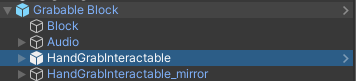 Grabable Block
Block
Audio
HandGrabInteractable
HandGrabInteractable_mirror